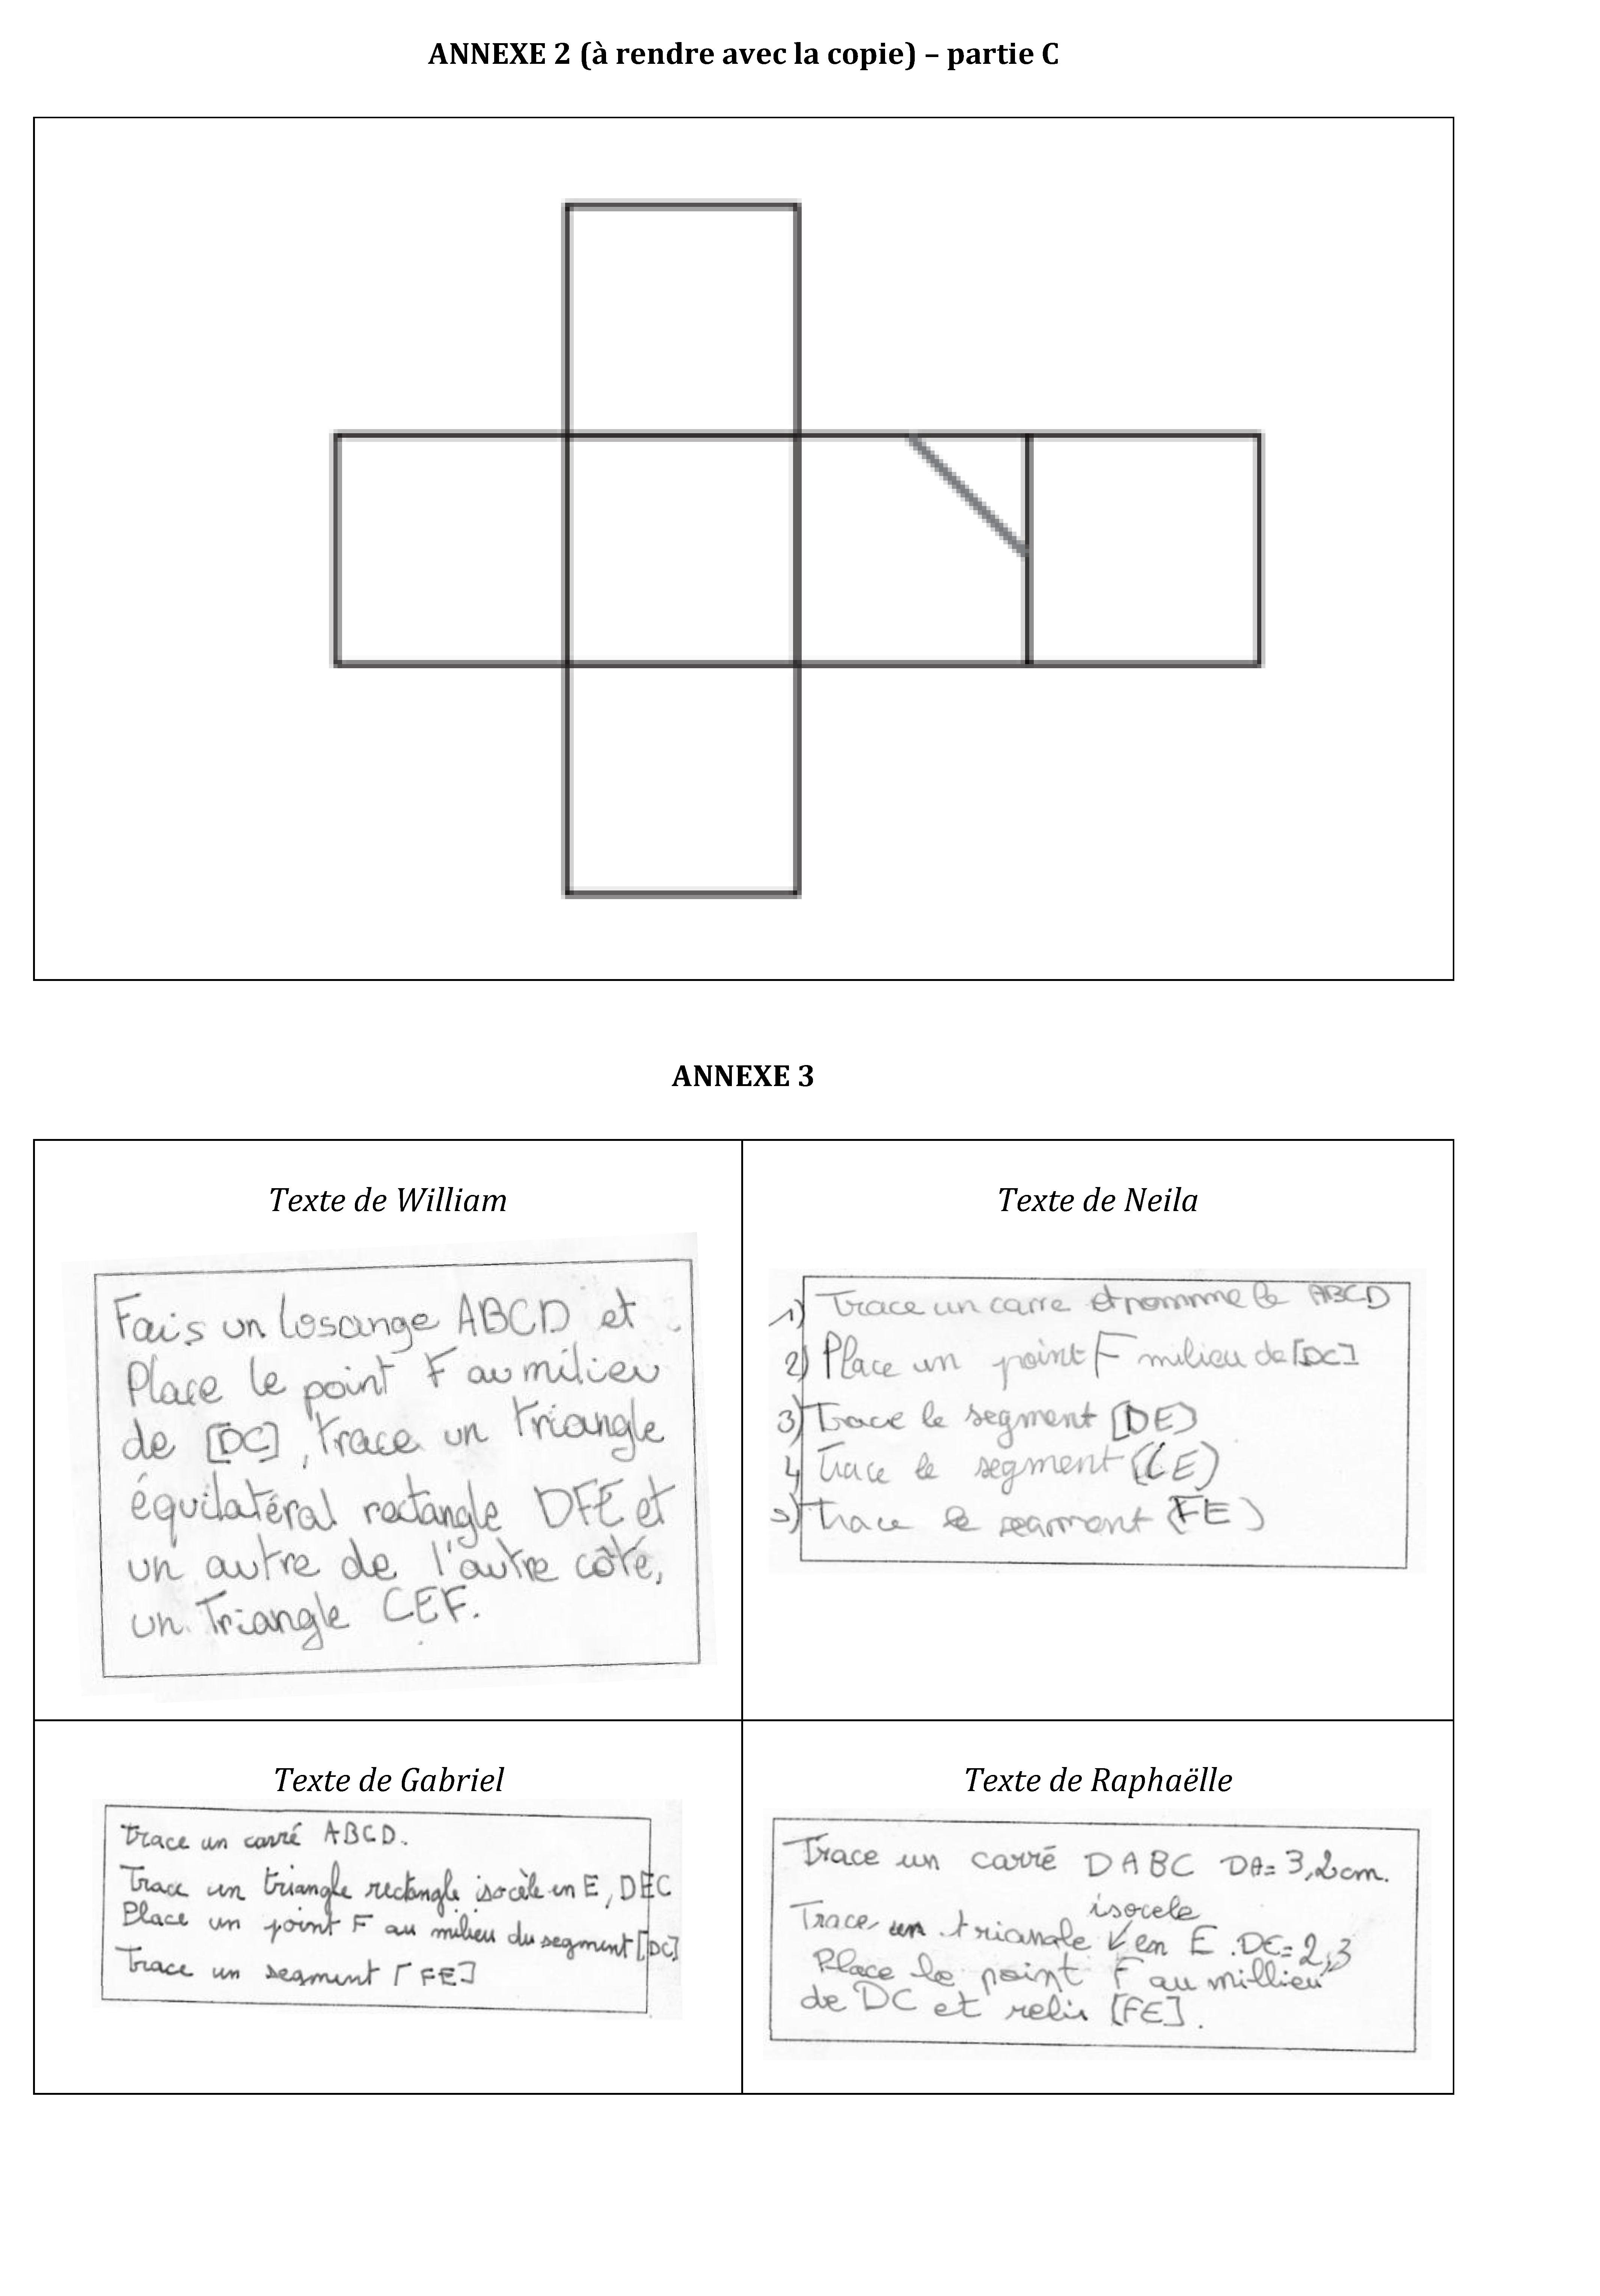 ANNEXE 2 (à rendre avec la copie) – partie C
ANNEXE 3
Texte de William
Fais un losange ABCD et
Place le point F au milieu
de [DC], trace un triangle
équilatéral rectangle DFE et
un autre de l'autre côté,
un Triangle CEF.
Texte de Neila
1) Trace un carre et nomme le ABCD
2) Place un point F milieu de [DC]
3) Trace le segment [DE)
4 Trace le segment (CE)
5) Trace le segment (FE)
Texte de Gabriel
Trace un carré ABCD.
Trace un triangle rectangle isocèle en E, DEC
Place un point F au milieu du segment [DC]
Trace un segment [FE]
Texte de Raphaëlle
Trace un carré DABC DA= 3,2cm.
isocele
Trace un triangle en E. DC= 2,3
Place le point F au millieu
de DC et relis [FE].